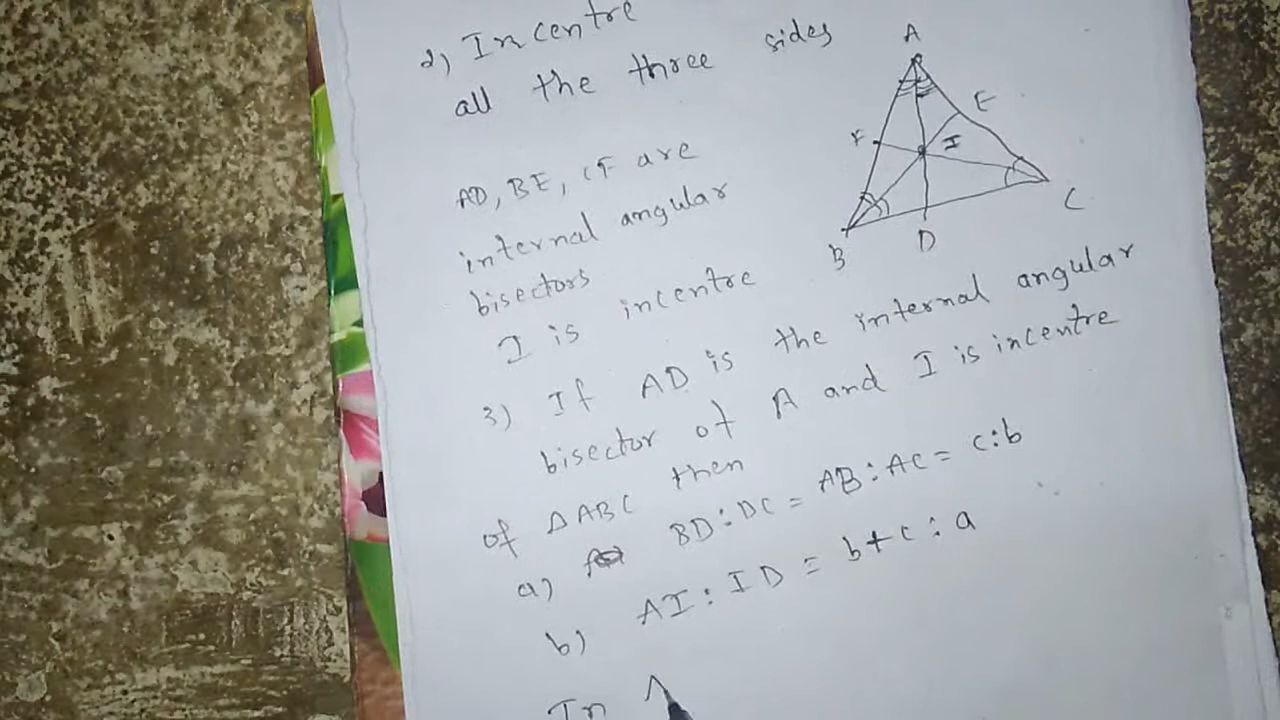 2) Incentre
all the three sides
AD, BE, CF are
internal angular
bisectors
I is incentre
A
E
F
I
C
B
D
3) If AD is the internal angular
bisector of A and I is incentre
of ΔABC then
a) BD:DC = AB:AC = c:b
b) AI:ID = b+c:a
In